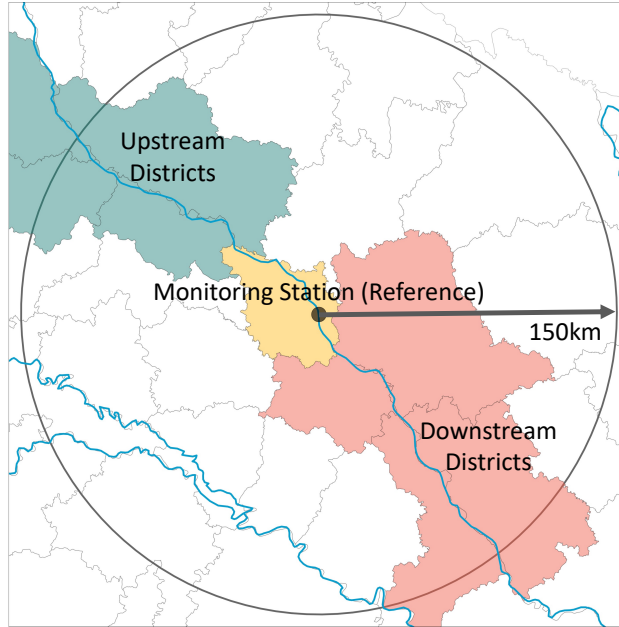 Upstream
Districts
Monitoring Station (Reference)
150km
Downstream
Districts